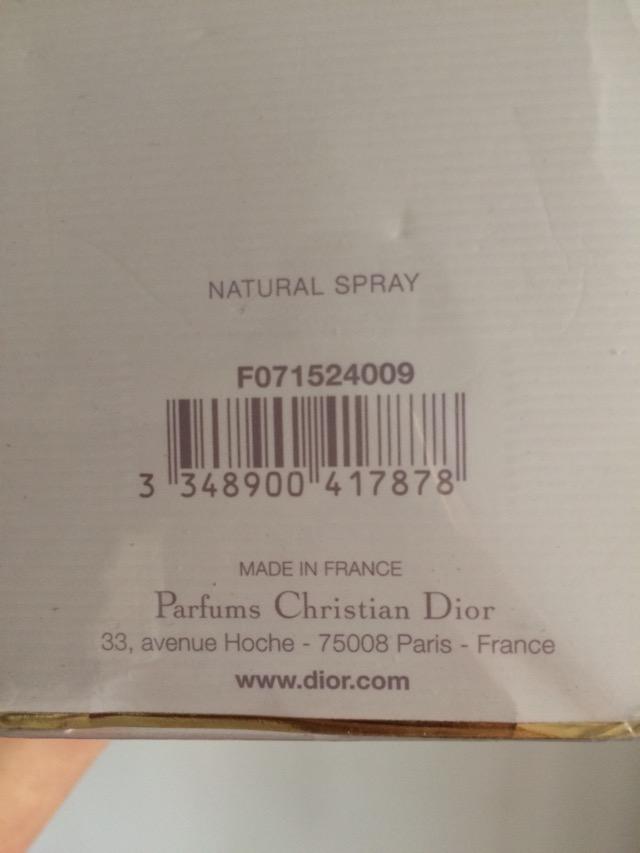 NATURAL SPRAY
F071524009
3 348900 417878
MADE IN FRANCE
Parfums Christian Dior
33, avenue Hoche - 75008 Paris - France
www.dior.com